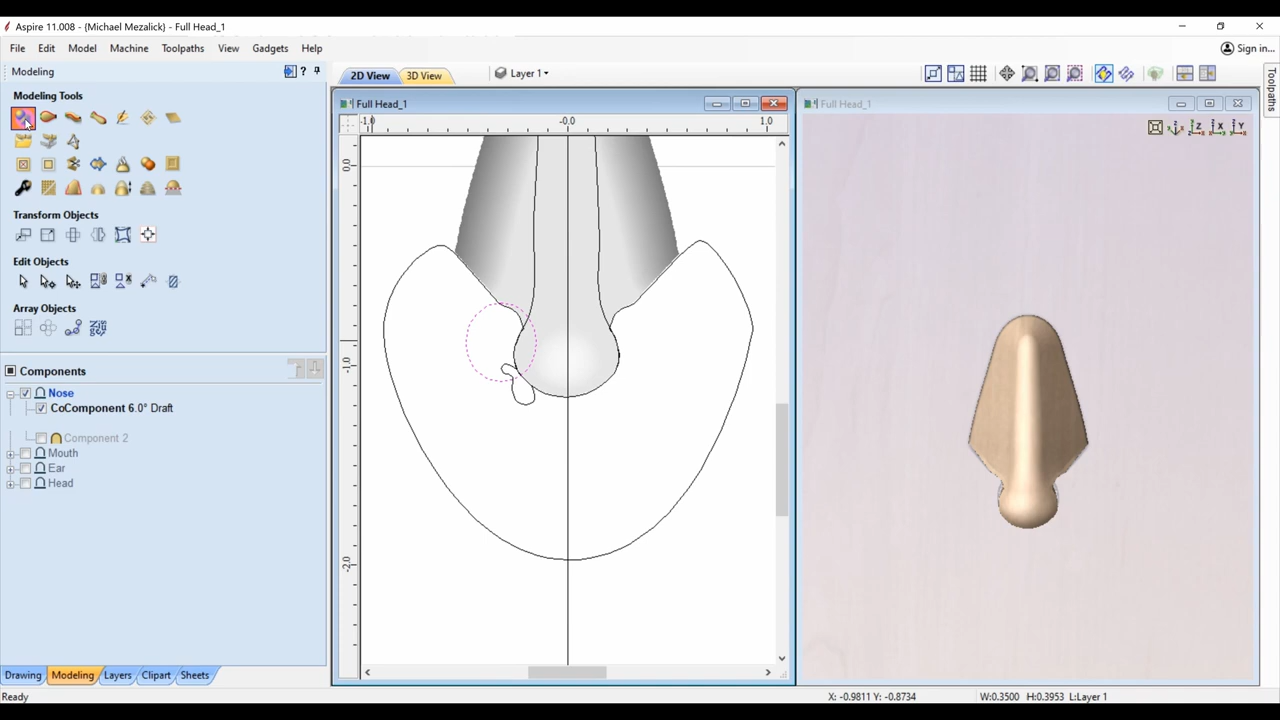 Aspire 11.008 - {Michael Mezalick} - Full Head_1
File Edit Model Machine Toolpaths View Gadgets Help
Sign in...
Modeling
2D View 3D View Layer 1
Toolpaths
Modeling Tools
Full Head_1
Full Head_1
-1.0 -0.0 1.0
0.0
-1.0
-2.0
Z X Y
Transform Objects
Edit Objects
Array Objects
Components
Nose
CoComponent 6.0° Draft
Component 2
Mouth
Ear
Head
Drawing Modeling Layers Clipart Sheets
Ready
X: -0.9811 Y: -0.8734
W:0.3500 H:0.3953 L:Layer 1